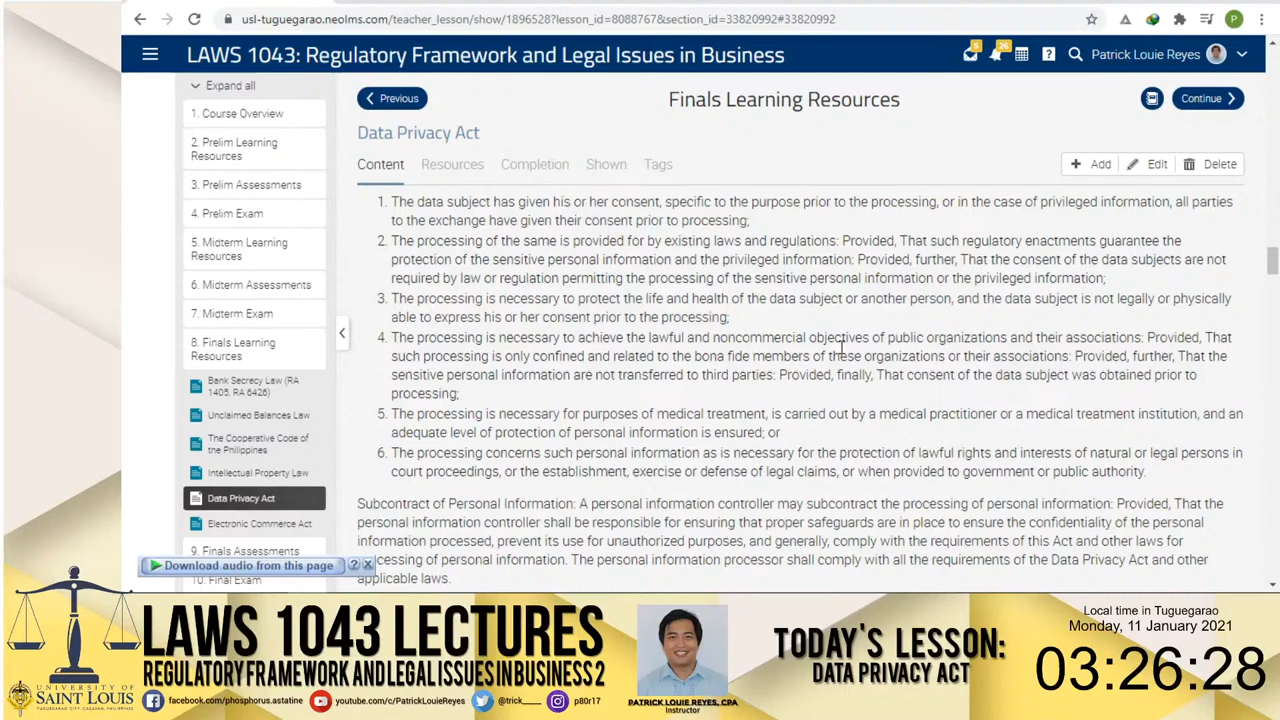 usl-tuguegarao.neolms.com/teacher_lesson/show/1896528?lesson_id=8088767&section_id=33820992#33820992
P
LAWS 1043: Regulatory Framework and Legal Issues in Business
26
Patrick Louie Reyes
Expand all
1. Course Overview
2. Prelim Learning
Resources
3. Prelim Assessments
4. Prelim Exam
5. Midterm Learning
Resources
6. Midterm Assessments
7. Midterm Exam
8. Finals Learning
Resources
Bank Secrecy Law (RA
1405, RA 6426)
Unclaimed Balances Law
The Cooperative Code of
the Philippines
Intellectual Property Law
Data Privacy Act
Electronic Commerce Act
9. Finals Assessments
10. Final Exam
Previous
Finals Learning Resources
Continue
Data Privacy Act
Content Resources Completion Shown Tags
Add Edit Delete
1. The data subject has given his or her consent, specific to the purpose prior to the processing, or in the case of privileged information, all parties
to the exchange have given their consent prior to processing;
2. The processing of the same is provided for by existing laws and regulations: Provided, That such regulatory enactments guarantee the
protection of the sensitive personal information and the privileged information: Provided, further, That the consent of the data subjects are not
required by law or regulation permitting the processing of the sensitive personal information or the privileged information;
3. The processing is necessary to protect the life and health of the data subject or another person, and the data subject is not legally or physically
able to express his or her consent prior to the processing;
4. The processing is necessary to achieve the lawful and noncommercial objectives of public organizations and their associations: Provided, That
such processing is only confined and related to the bona fide members of these organizations or their associations: Provided, further, That the
sensitive personal information are not transferred to third parties: Provided, finally, That consent of the data subject was obtained prior to
processing;
5. The processing is necessary for purposes of medical treatment, is carried out by a medical practitioner or a medical treatment institution, and an
adequate level of protection of personal information is ensured; or
6. The processing concerns such personal information as is necessary for the protection of lawful rights and interests of natural or legal persons in
court proceedings, or the establishment, exercise or defense of legal claims, or when provided to government or public authority.
Subcontract of Personal Information: A personal information controller may subcontract the processing of personal information: Provided, That the
personal information controller shall be responsible for ensuring that proper safeguards are in place to ensure the confidentiality of the personal
information processed, prevent its use for unauthorized purposes, and generally, comply with the requirements of this Act and other laws for
processing of personal information. The personal information processor shall comply with all the requirements of the Data Privacy Act and other
applicable laws.
Download audio from this page ?
LAWS 1043 LECTURES
REGULATORY FRAMEWORK AND LEGAL ISSUES IN BUSINESS 2
UNIVERSITY OF
SAINT LOUIS
TUGUEGARAO CITY, CAGAYAN, PHILIPPINES
facebook.com/phosphorus.astatine
youtube.com/c/PatrickLouieReyes
@trick____
p80r17
PATRICK LOUIE REYES, CPA
Instructor
TODAY'S LESSON:
DATA PRIVACY ACT
Local time in Tuguegarao
Monday, 11 January 2021
03:26:28